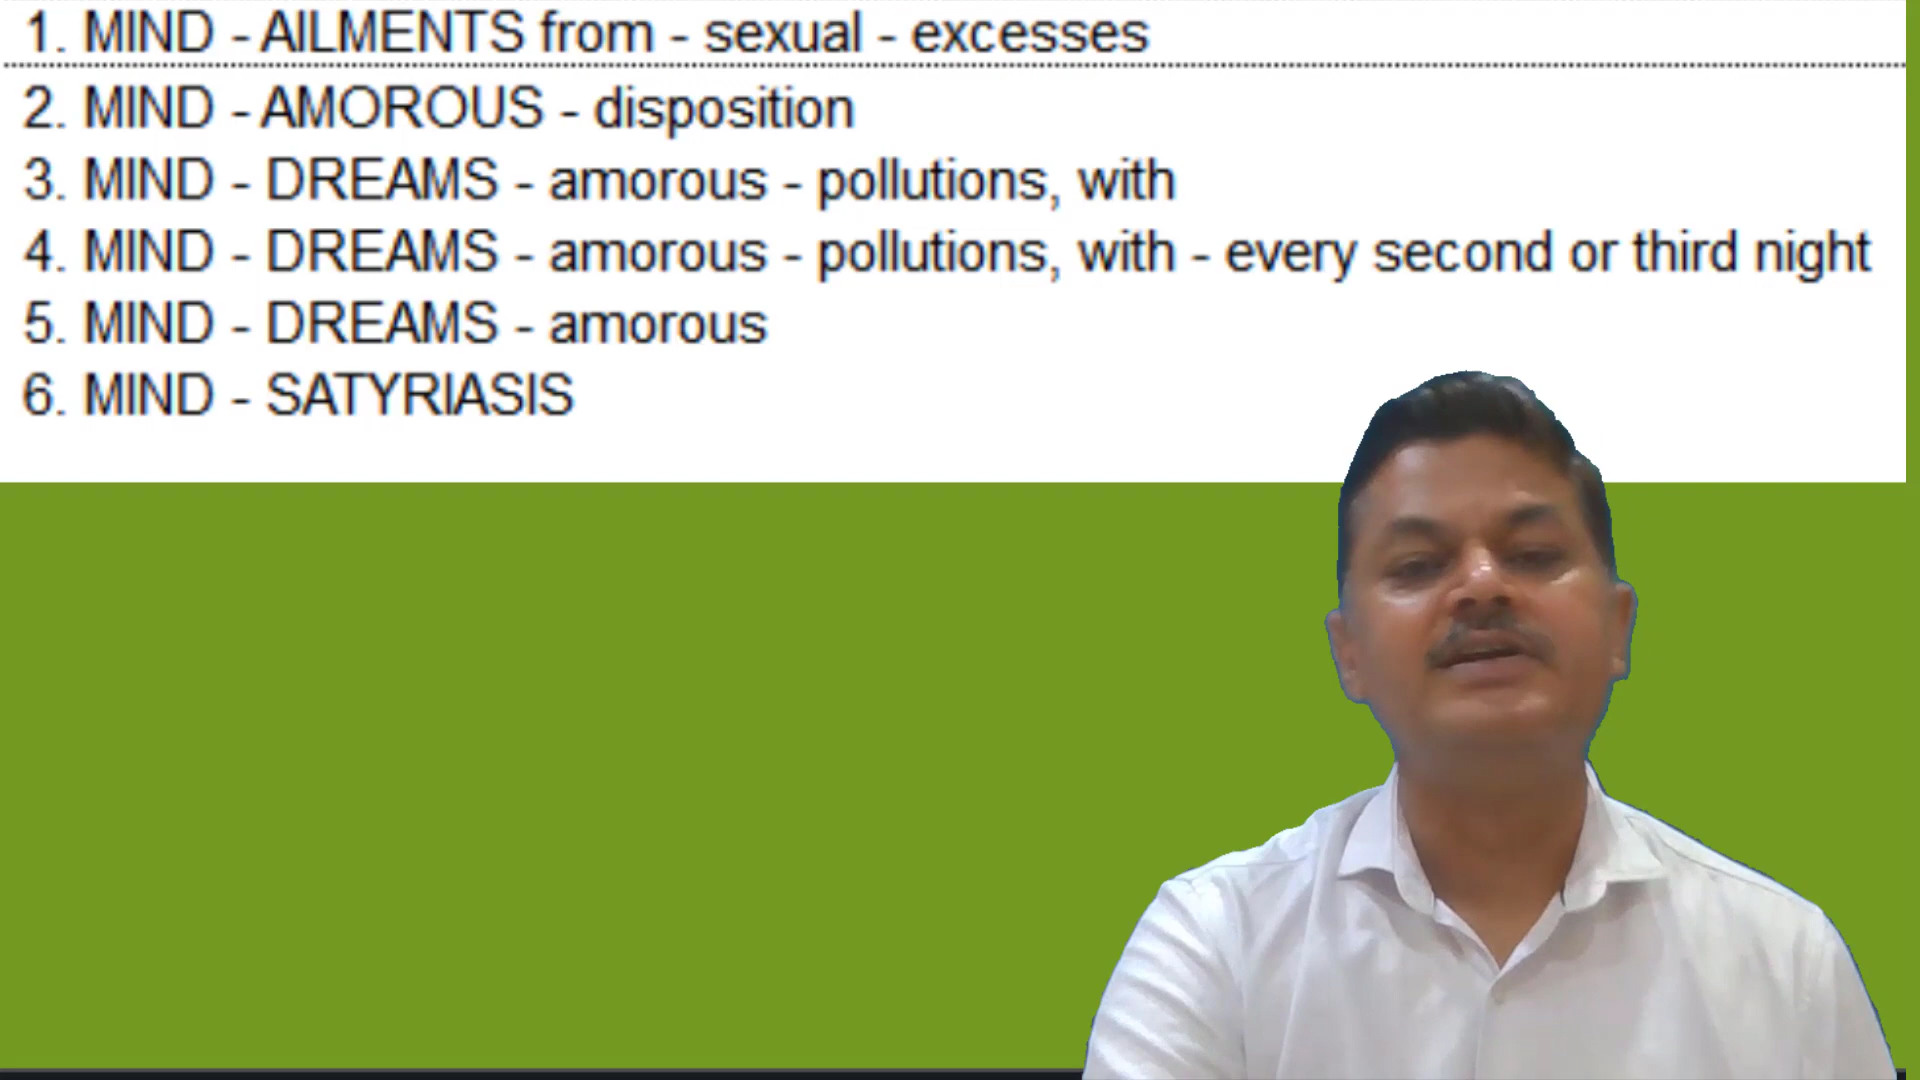 1. MIND - AILMENTS from - sexual - excesses
2. MIND - AMOROUS - disposition
3. MIND - DREAMS - amorous - pollutions, with
4. MIND - DREAMS - amorous - pollutions, with - every second or third night
5. MIND - DREAMS - amorous
6. MIND - SATYRIASIS